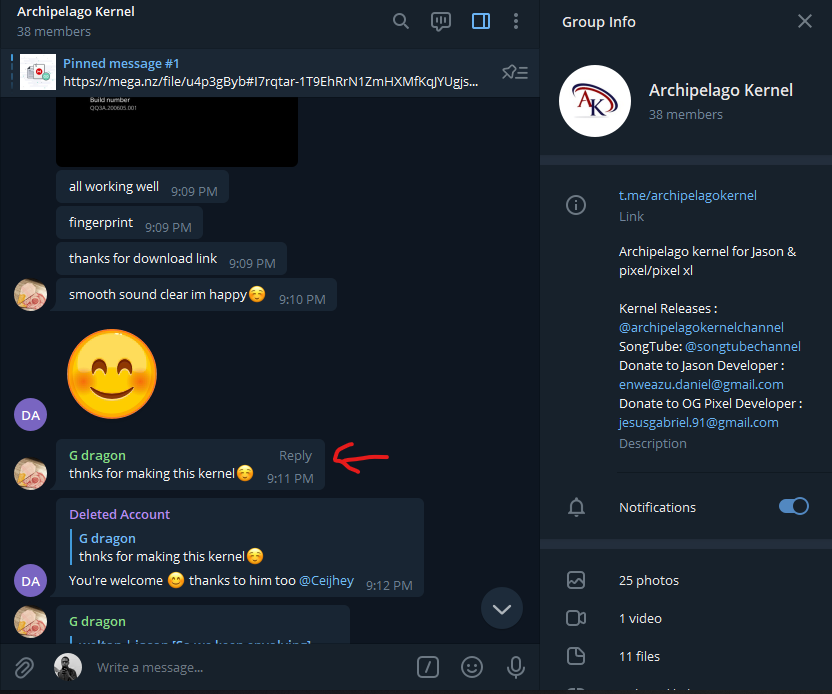 Archipelago Kernel
38 members
Pinned message #1
https://mega.nz/file/u4p3gByb#I7rqtar-1T9EhRrN1ZmHXMfKqJYUgjs...
Build number
QQ3A.200605.001
all working well 9:09 PM
fingerprint 9:09 PM
thanks for download link 9:09 PM
smooth sound clear im happy☺️ 9:10 PM
DA
G dragon Reply
thnks for making this kernel☺️ 9:11 PM
Deleted Account
G dragon
thnks for making this kernel☺️
You're welcome 😊 thanks to him too @Ceijhey 9:12 PM
DA
G dragon
Write a message...
Group Info
AK
Archipelago Kernel
38 members
t.me/archipelagokernel
Link
Archipelago kernel for Jason &
pixel/pixel xl
Kernel Releases :
@archipelagokernelchannel
SongTube: @songtubechannel
Donate to Jason Developer :
enweazu.daniel@gmail.com
Donate to OG Pixel Developer :
jesusgabriel.91@gmail.com
Description
Notifications
25 photos
1 video
11 files